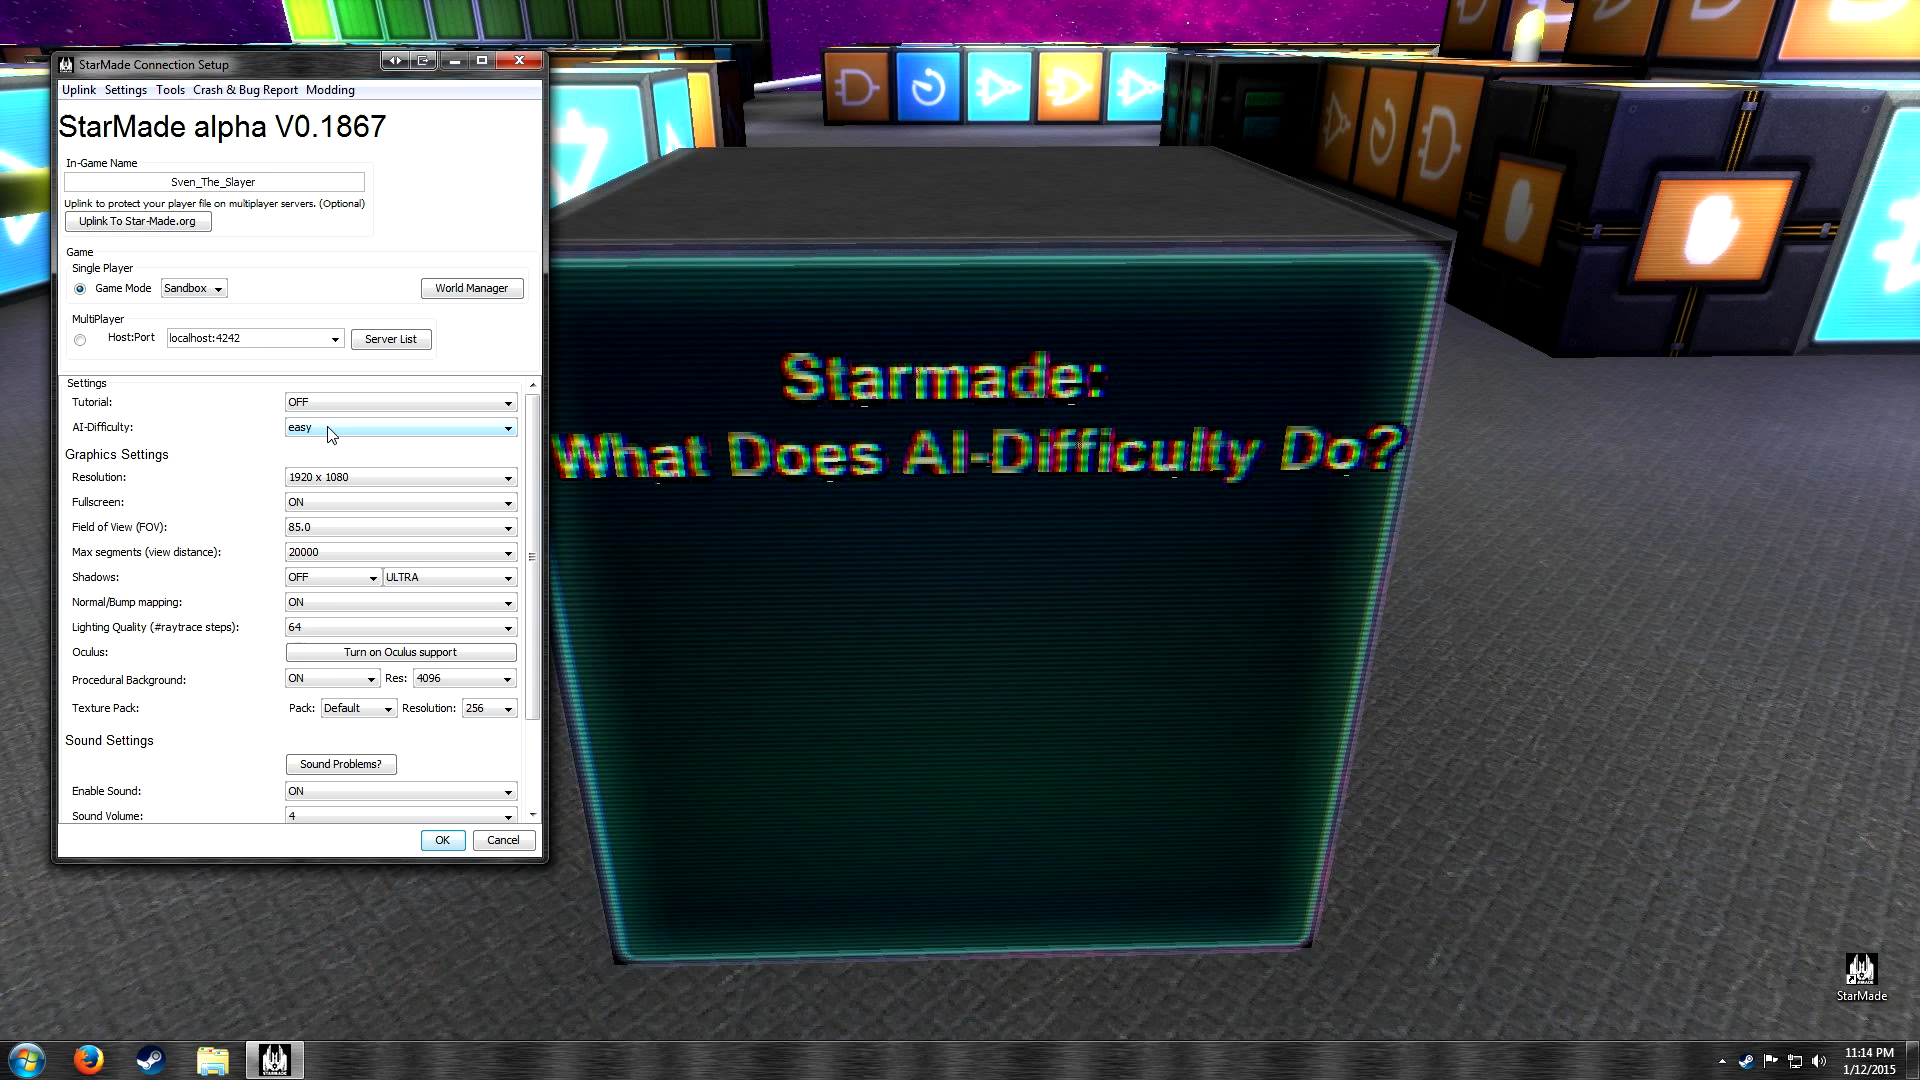 StarMade Connection Setup
Uplink Settings Tools Crash & Bug Report Modding
StarMade alpha V0.1867
In-Game Name
Sven_The_Slayer
Uplink to protect your player file on multiplayer servers. (Optional)
Uplink To Star-Made.org
Game
Single Player
Game Mode Sandbox World Manager
MultiPlayer
Host:Port localhost:4242 Server List
Settings
Tutorial: OFF
AI-Difficulty: easy
Graphics Settings
Resolution: 1920 x 1080
Fullscreen: ON
Field of View (FOV): 85.0
Max segments (view distance): 20000
Shadows: OFF ULTRA
Normal/Bump mapping: ON
Lighting Quality (#raytrace steps): 64
Oculus: Turn on Oculus support
Procedural Background: ON Res: 4096
Texture Pack: Pack: Default Resolution: 256
Sound Settings
Sound Problems?
Enable Sound: ON
Sound Volume: 4
OK Cancel
Starmade:
What Does AI-Difficulty Do?
StarMade
STARMADE
11:14 PM
1/12/2015